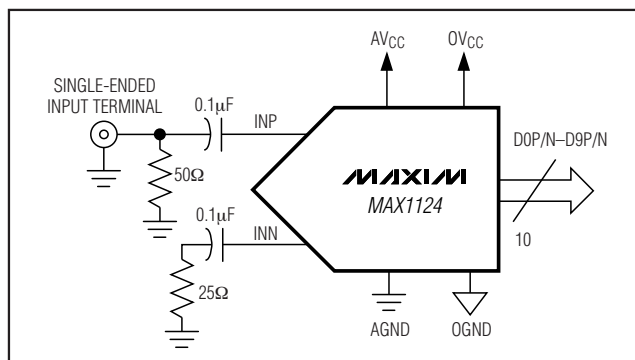 AVCC
OVCC
SINGLE-ENDED
INPUT TERMINAL
0.1μF
INP
D0P/N–D9P/N
50Ω
MAXIM
MAX1124
0.1μF
INN
10
25Ω
AGND
OGND